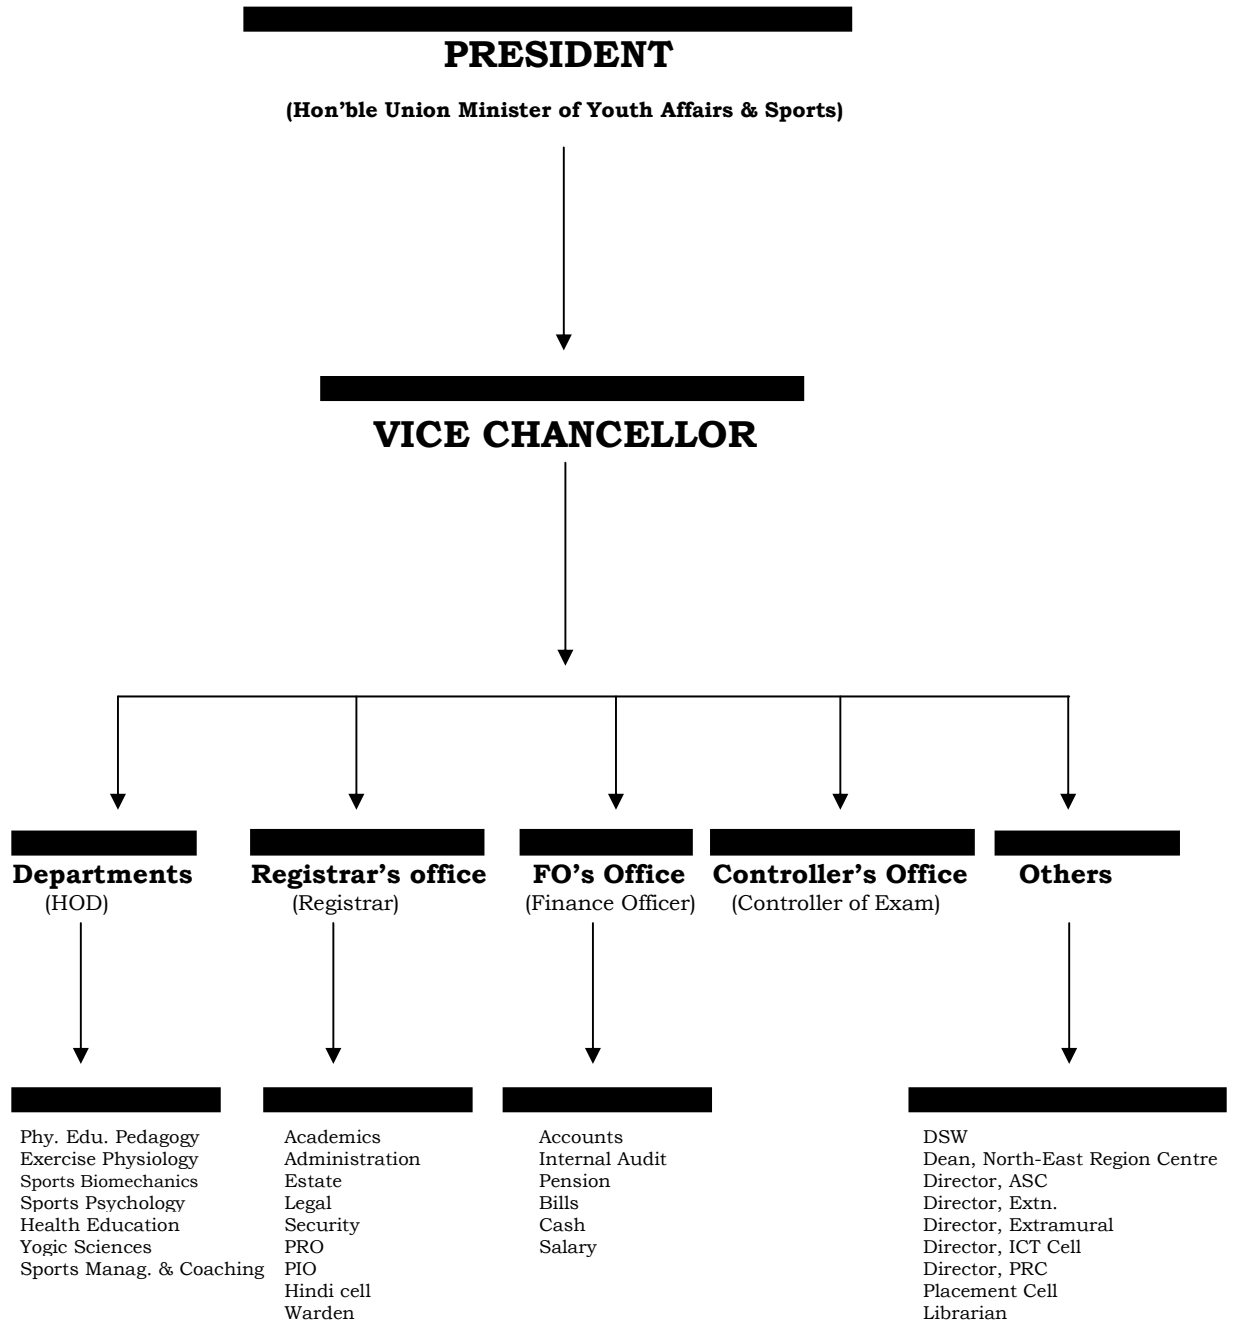 PRESIDENT
(Hon’ble Union Minister of Youth Affairs & Sports)
VICE CHANCELLOR
Departments
(HOD)
Registrar’s office
(Registrar)
FO’s Office
(Finance Officer)
Controller’s Office
(Controller of Exam)
Others
Phy. Edu. Pedagogy
Exercise Physiology
Sports Biomechanics
Sports Psychology
Health Education
Yogic Sciences
Sports Manag. & Coaching
Academics
Administration
Estate
Legal
Security
PRO
PIO
Hindi cell
Warden
Accounts
Internal Audit
Pension
Bills
Cash
Salary
DSW
Dean, North-East Region Centre
Director, ASC
Director, Extn.
Director, Extramural
Director, ICT Cell
Director, PRC
Placement Cell
Librarian